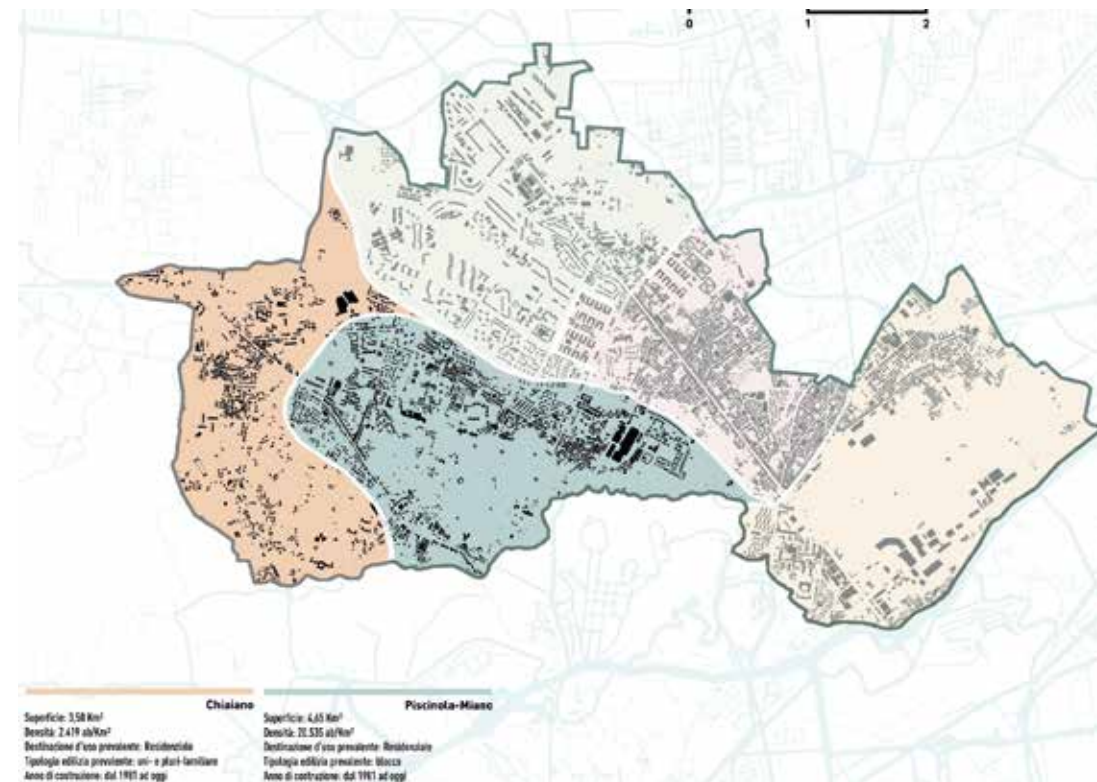 0 1 2
Chiaiano
Superficie: 3,58 Km²
Densità: 2.419 ab/Km²
Destinazione d'uso prevalente: Residenziale
Tipologia edilizia prevalente: uni- e pluri-familiare
Anno di costruzione: dal 1981 ad oggi
Piscinola-Miano
Superficie: 4,65 Km²
Densità: 20.535 ab/Km²
Destinazione d'uso prevalente: Residenziale
Tipologia edilizia prevalente: blocco
Anno di costruzione: dal 1961 ad oggi